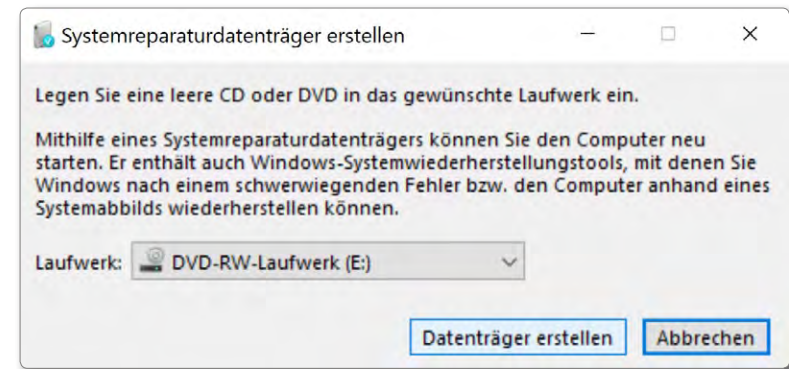 Systemreparaturdatenträger erstellen
Legen Sie eine leere CD oder DVD in das gewünschte Laufwerk ein.
Mithilfe eines Systemreparaturdatenträgers können Sie den Computer neu
starten. Er enthält auch Windows-Systemwiederherstellungstools, mit denen Sie
Windows nach einem schwerwiegenden Fehler bzw. den Computer anhand eines
Systemabbilds wiederherstellen können.
Laufwerk: DVD-RW-Laufwerk (E:)
Datenträger erstellen Abbrechen